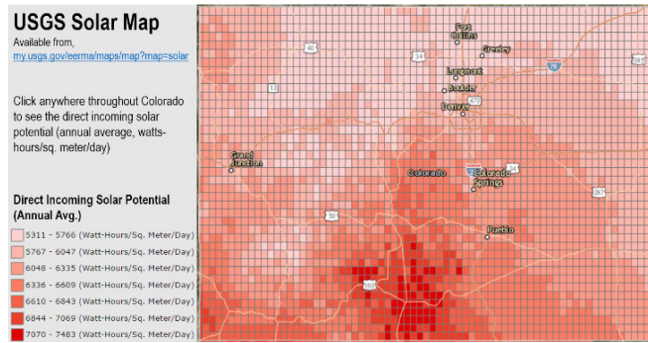 USGS Solar Map
Available from,
my.usgs.gov/eerma/maps/map?map=solar
Click anywhere throughout Colorado
to see the direct incoming solar
potential (annual average, watts-
hours/sq. meter/day)
Direct Incoming Solar Potential
(Annual Avg.)
5311 - 5766 (Watt-Hours/Sq. Meter/Day)
5767 - 6047 (Watt-Hours/Sq. Meter/Day)
6048 - 6335 (Watt-Hours/Sq. Meter/Day)
6336 - 6609 (Watt-Hours/Sq. Meter/Day)
6610 - 6843 (Watt-Hours/Sq. Meter/Day)
6844 - 7069 (Watt-Hours/Sq. Meter/Day)
7070 - 7483 (Watt-Hours/Sq. Meter/Day)
Fort
Collins
Greeley
40
34
76
385
Longmont
13
Boulder
470
Denver
Grand
Junction
Colorado
24
Colorado
Springs
287
50
Pueblo